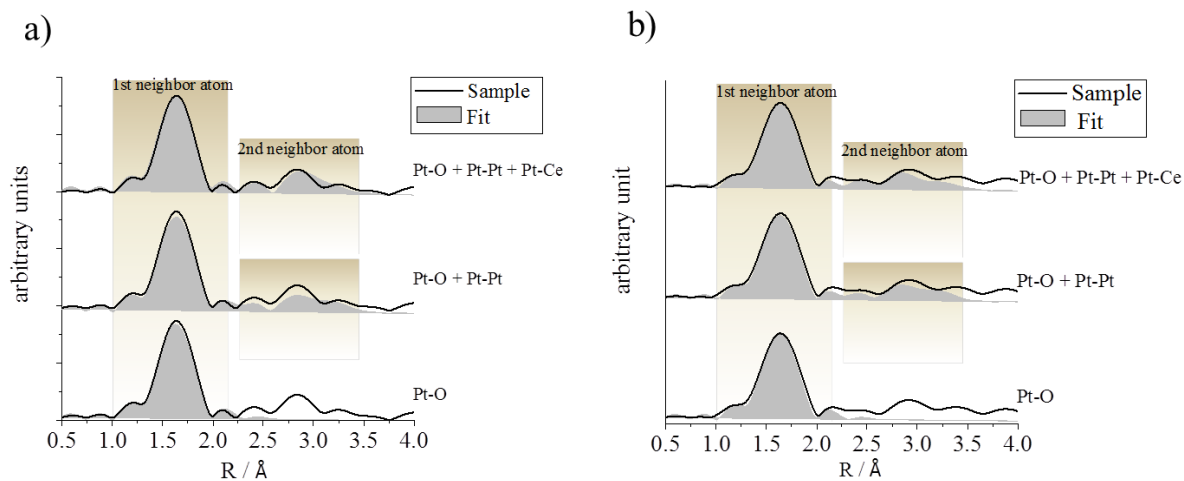 a)
1st neighbor atom
Sample
Fit
2nd neighbor atom
Pt-O + Pt-Pt + Pt-Ce
Pt-O + Pt-Pt
Pt-O
arbitrary units
0.5 1.0 1.5 2.0 2.5 3.0 3.5 4.0
R / Å
b)
1st neighbor atom
Sample
Fit
2nd neighbor atom
Pt-O + Pt-Pt + Pt-Ce
Pt-O + Pt-Pt
Pt-O
arbitrary unit
0.5 1.0 1.5 2.0 2.5 3.0 3.5 4.0
R / Å